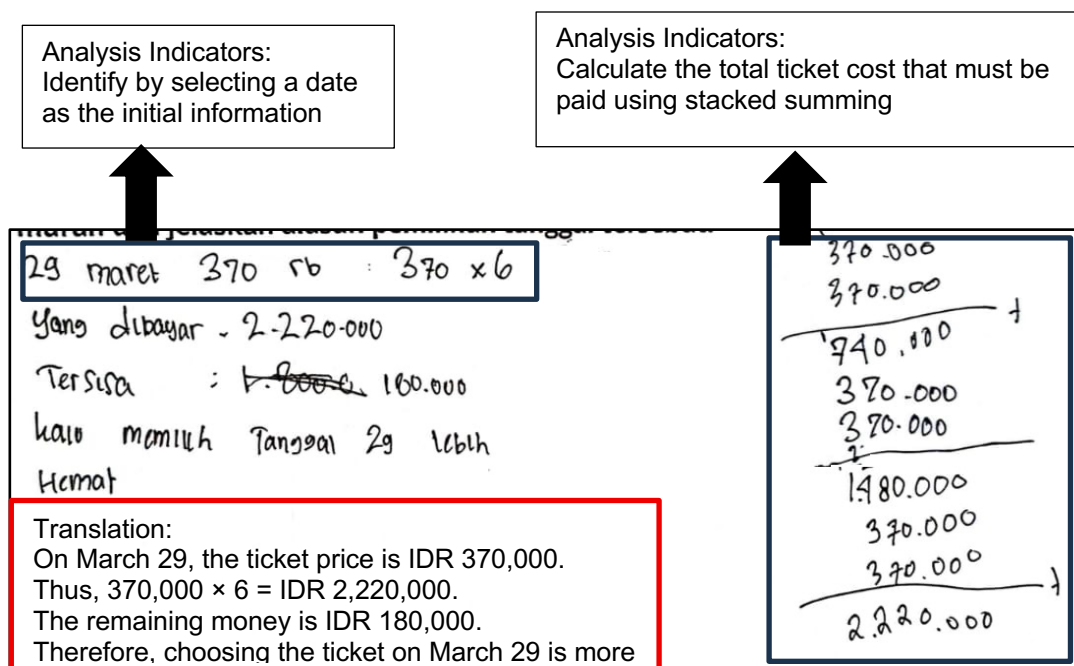 Analysis Indicators:
Identify by selecting a date
as the initial information
Analysis Indicators:
Calculate the total ticket cost that must be
paid using stacked summing
29 maret 370 rb : 370 x 6
Yang dibayar - 2.220.000
Tersisa : 180.000
kalo memilih Tanggal 29 lebih
Hemat
Translation:
On March 29, the ticket price is IDR 370,000.
Thus, 370,000 × 6 = IDR 2,220,000.
The remaining money is IDR 180,000.
Therefore, choosing the ticket on March 29 is more
370.000
370.000
+
740.000
370.000
370.000
1.480.000
370.000
370.000
+
2.220.000